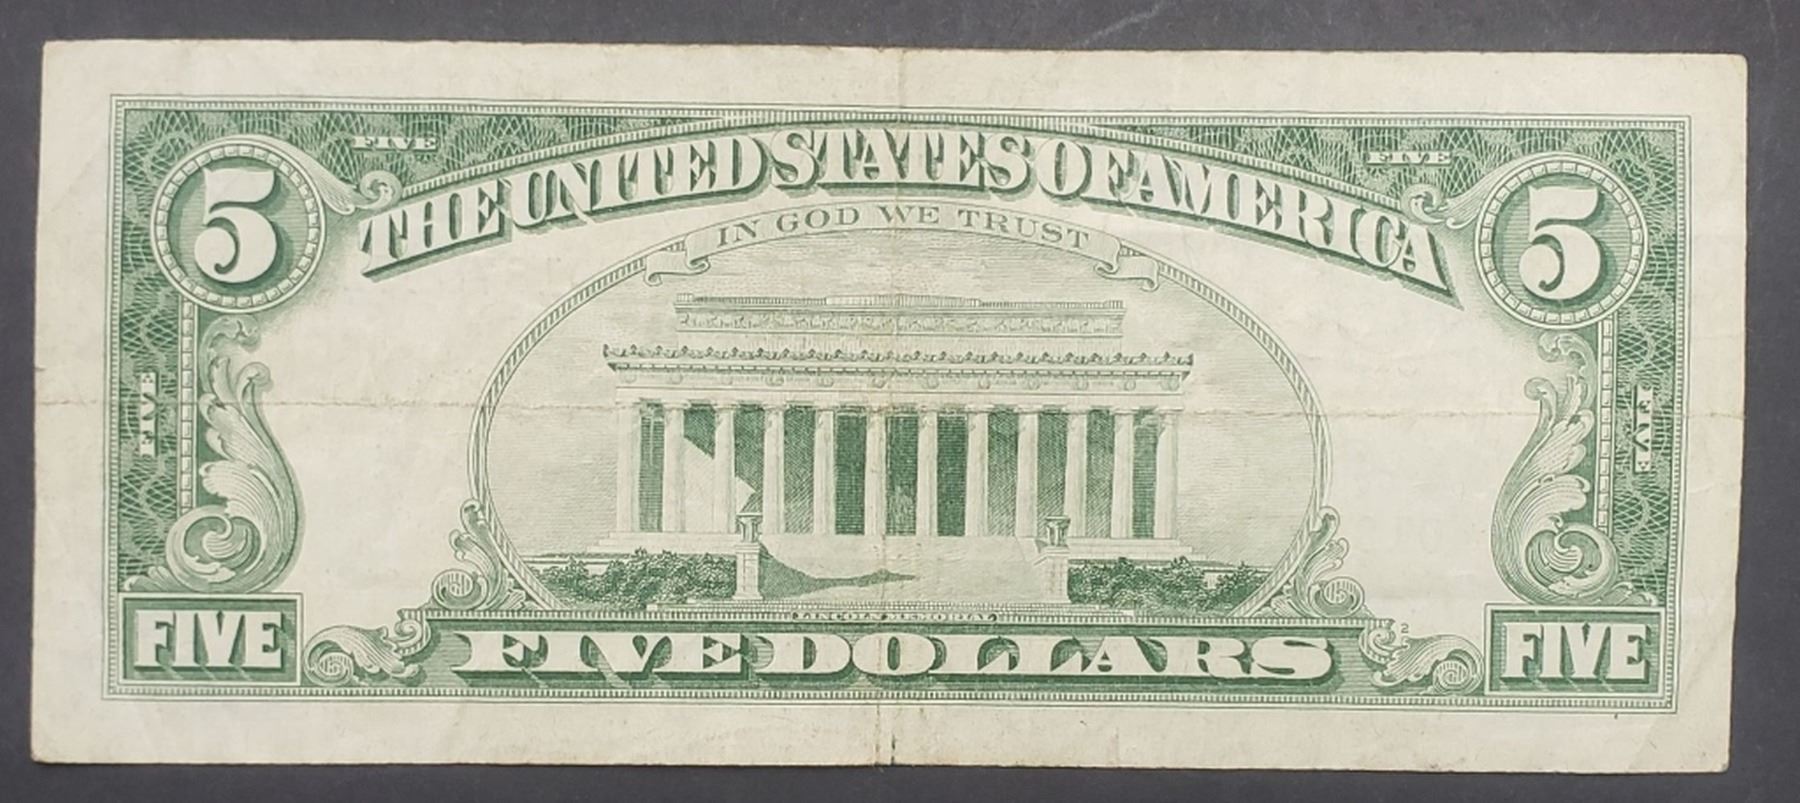 FIVE FIVE
5 THE UNITED STATES OF AMERICA 5
IN GOD WE TRUST
FIVE FIVE
LINCOLN MEMORIAL
2
FIVE FIVE DOLLARS FIVE